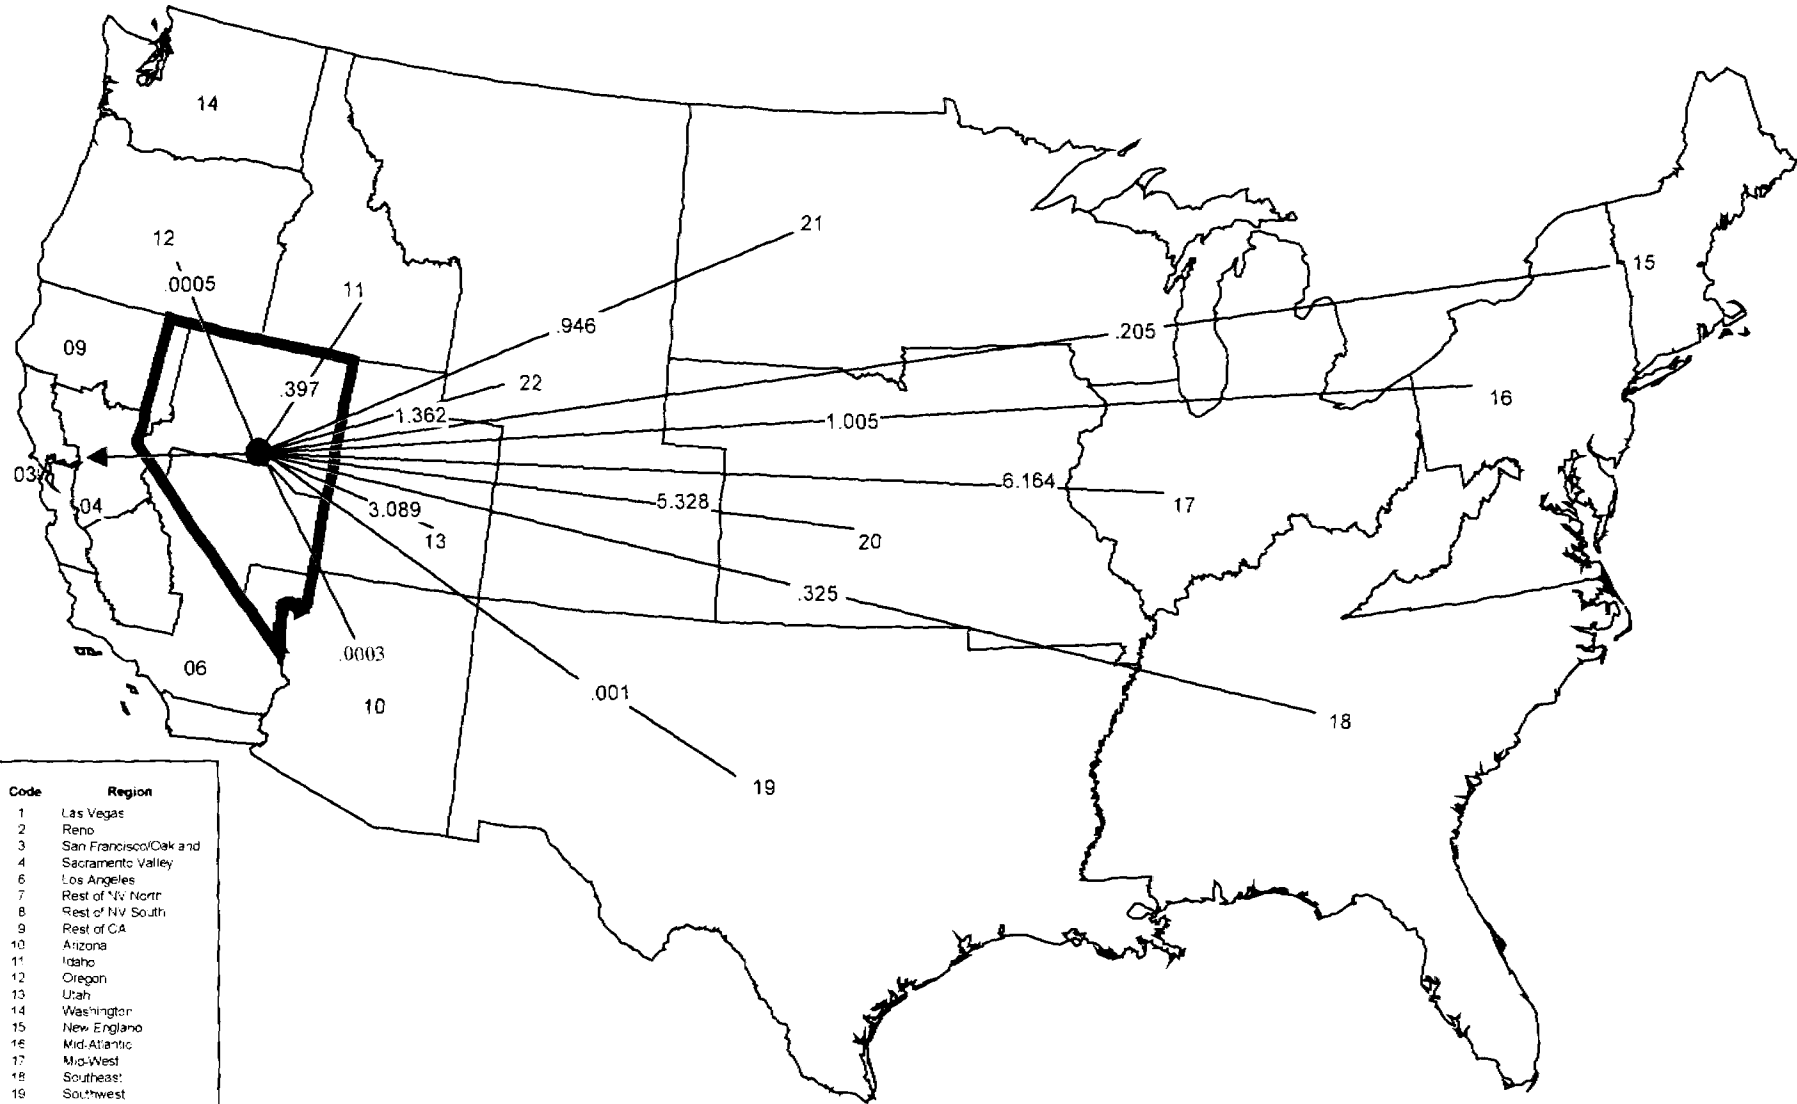 14
21
12
15
.0005
11
.946
.205
09
22
.397
1.362
16
1.005
03
6.164
04
5.328
17
3.089
13
20
.325
.0003
06
.001
10
18
19
Code Region
1 Las Vegas
2 Reno
3 San Francisco/Oak and
4 Sacramento Valley
6 Los Angeles
7 Rest of NV North
8 Rest of NV South
9 Rest of CA
10 Arizona
11 Idaho
12 Oregon
13 Utah
14 Washington
15 New England
16 Mid-Atlantic
17 Mid-West
18 Southeast
19 Southwest